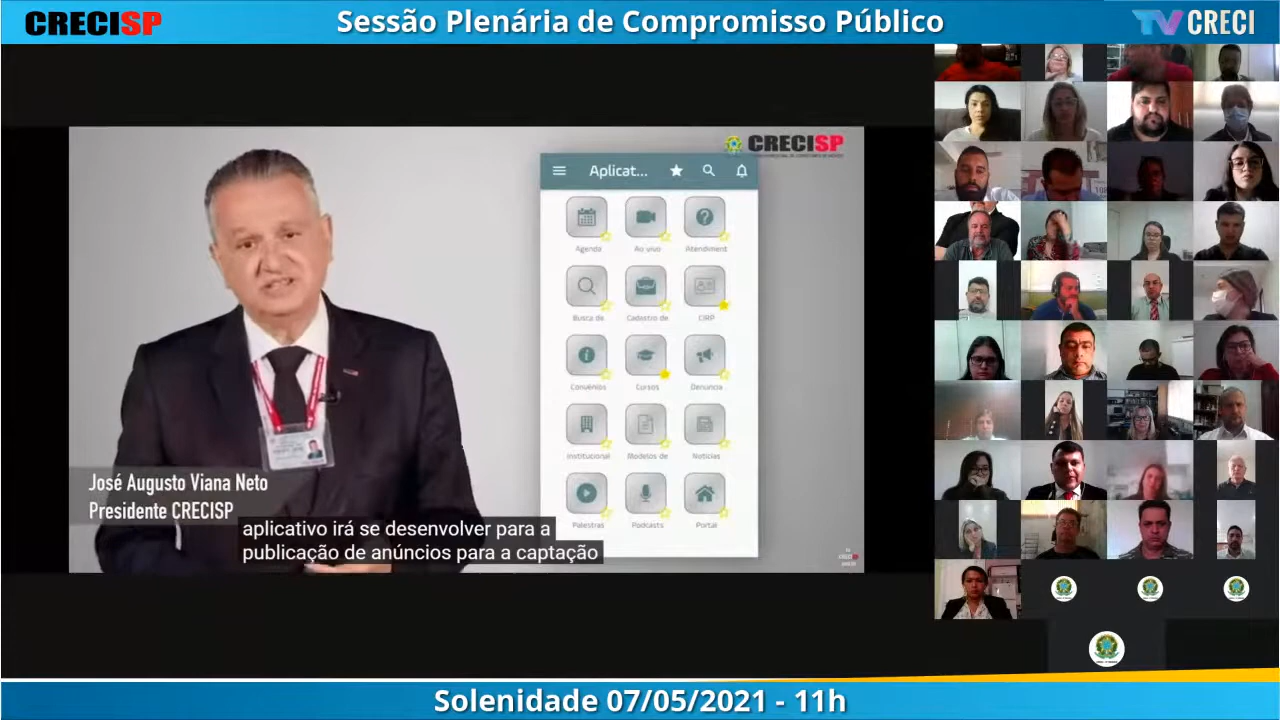 CRECISP
Sessão Plenária de Compromisso Público
TV CRECI
CRECISP
Aplicat...
Agenda
Ao vivo
Atendiment
Busca de
Cadastro de
CIRP
Convênios
Cursos
Denúncia
Institucional
Modelos de
Notícias
Palestras
Podcasts
Portal
José Augusto Viana Neto
Presidente CRECISP
aplicativo irá se desenvolver para a
publicação de anúncios para a captação
Solenidade 07/05/2021 - 11h